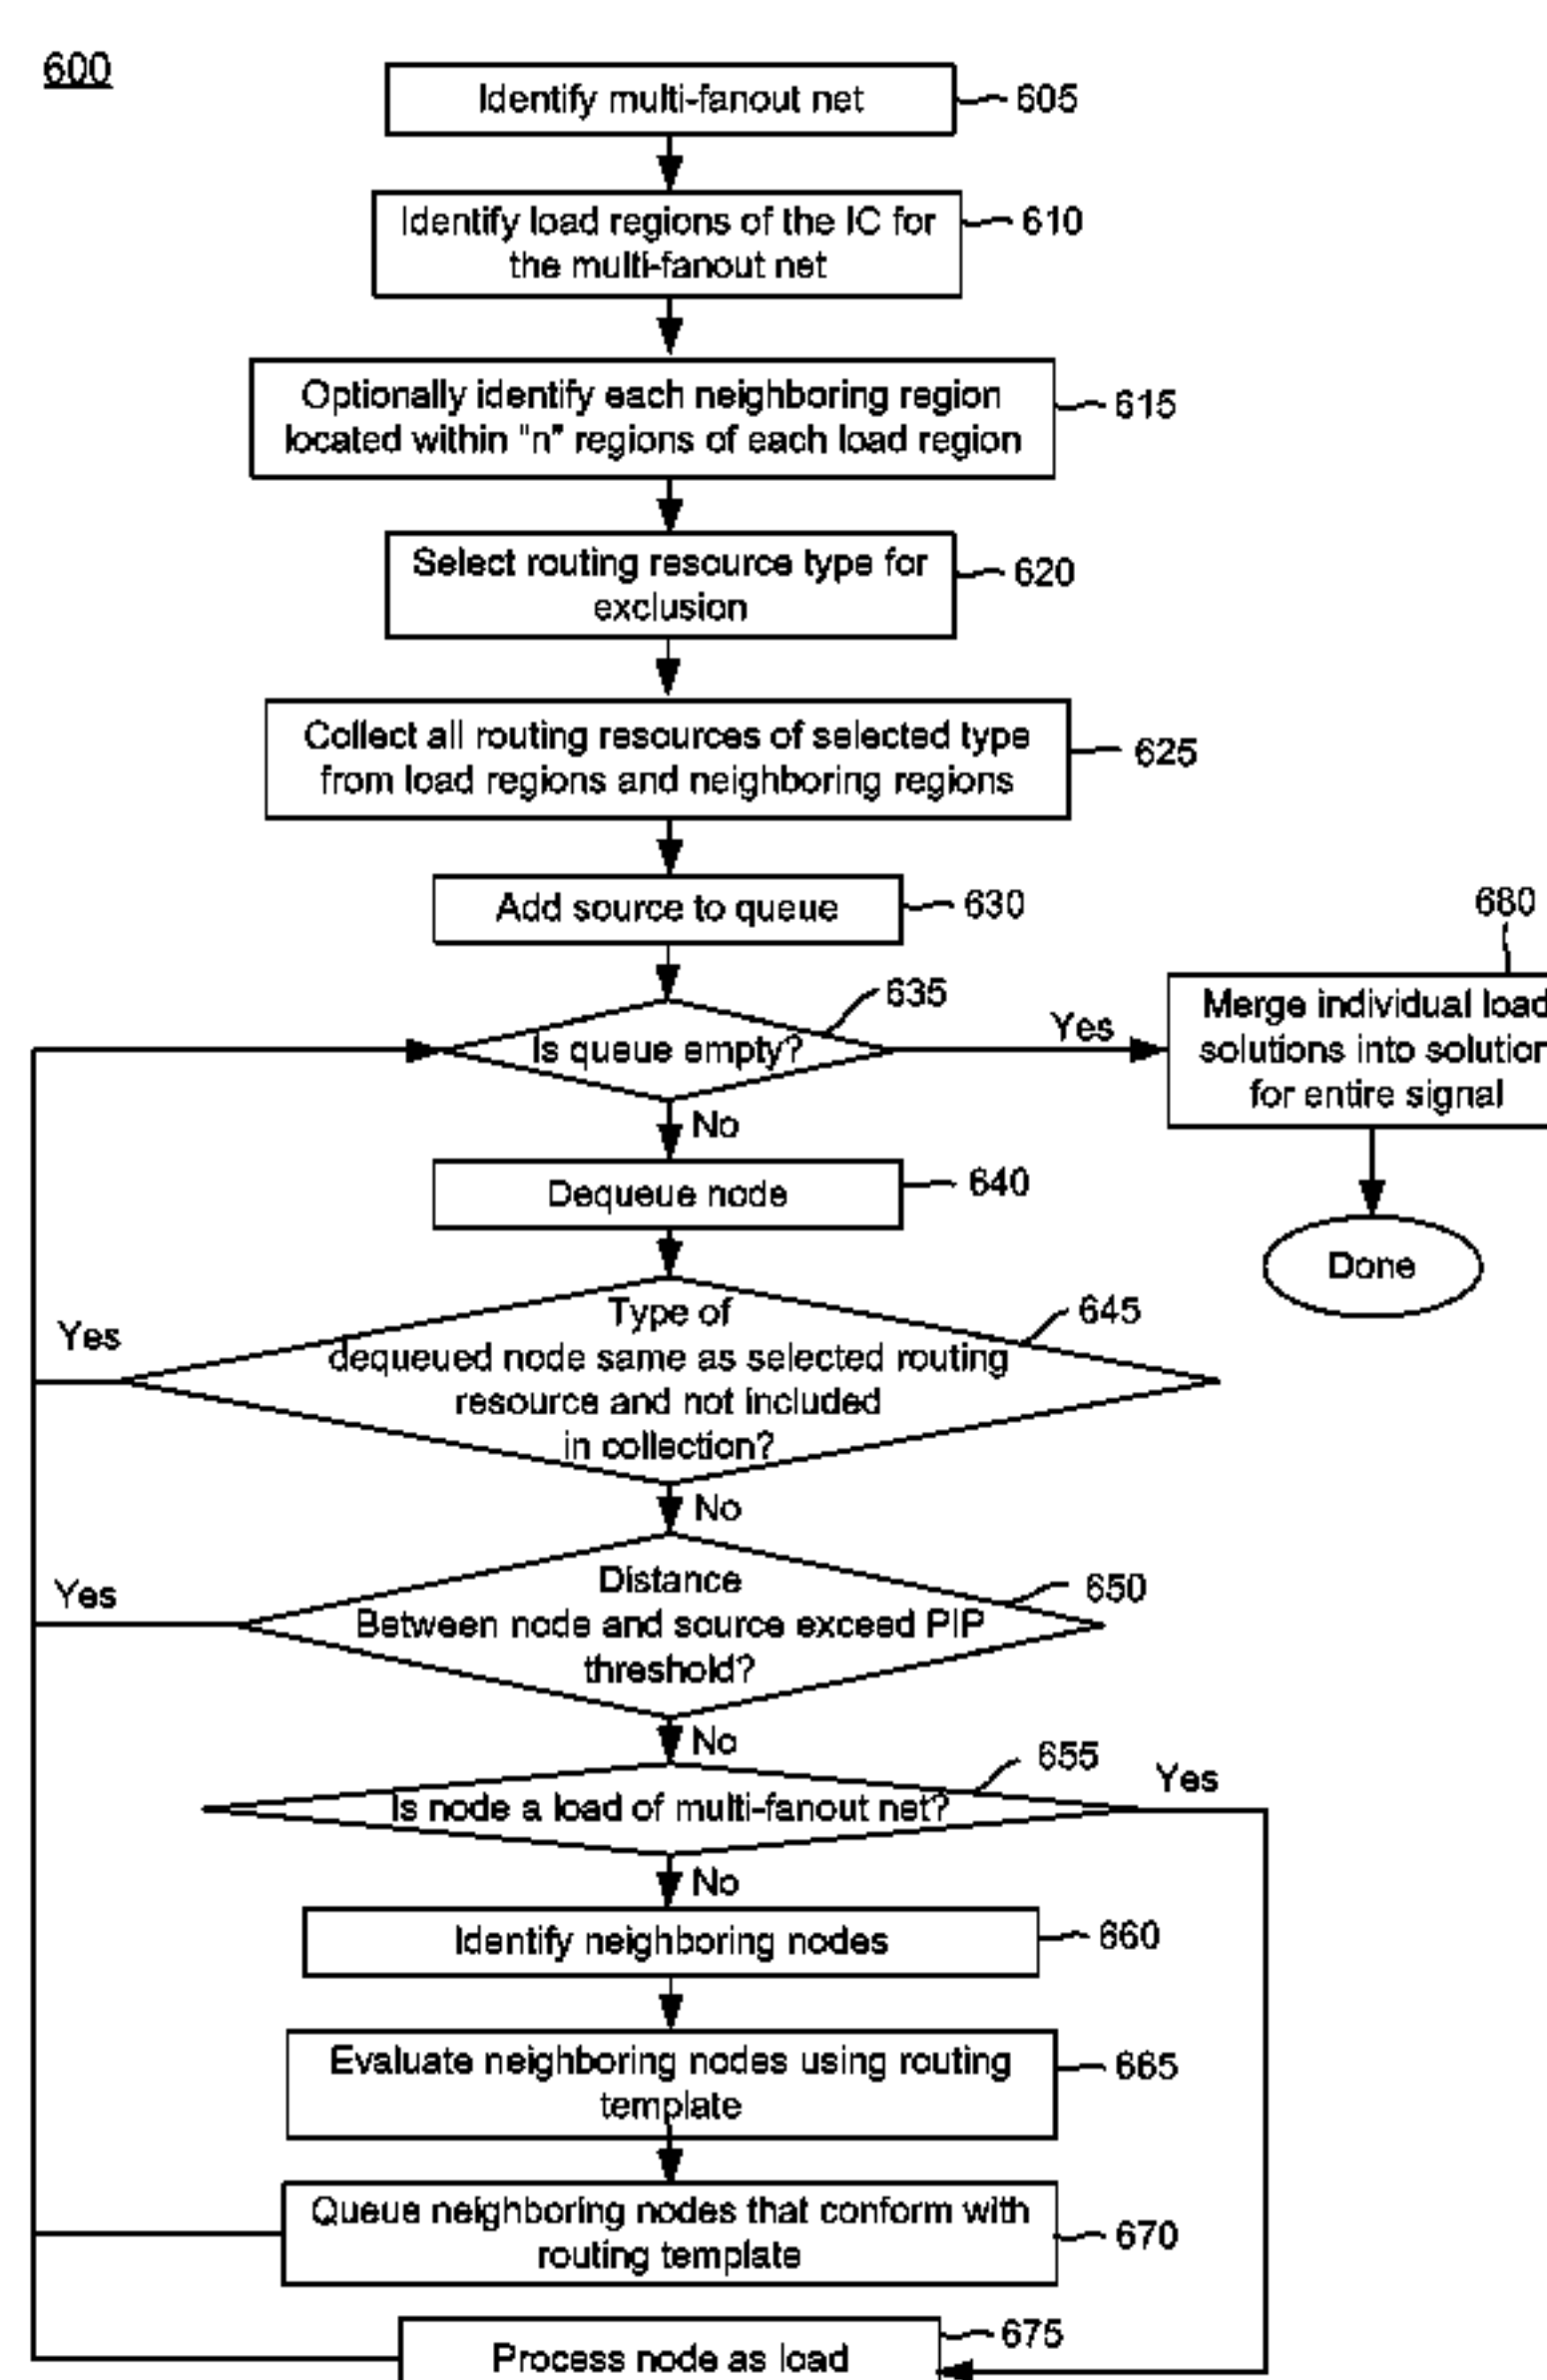 600
Identify multi-fanout net
605
Identify load regions of the IC for
the multi-fanout net
610
Optionally identify each neighboring region
located within "n" regions of each load region
615
Select routing resource type for
exclusion
620
Collect all routing resources of selected type
from load regions and neighboring regions
625
Add source to queue
630
680
Is queue empty?
635
Yes
Merge individual load
solutions into solution
for entire signal
No
Dequeue node
640
Done
Type of
dequeued node same as selected routing
resource and not included
in collection?
645
Yes
No
Distance
Between node and source exceed PIP
threshold?
650
Yes
No
Is node a load of multi-fanout net?
655
Yes
No
Identify neighboring nodes
660
Evaluate neighboring nodes using routing
template
665
Queue neighboring nodes that conform with
routing template
670
Process node as load
675